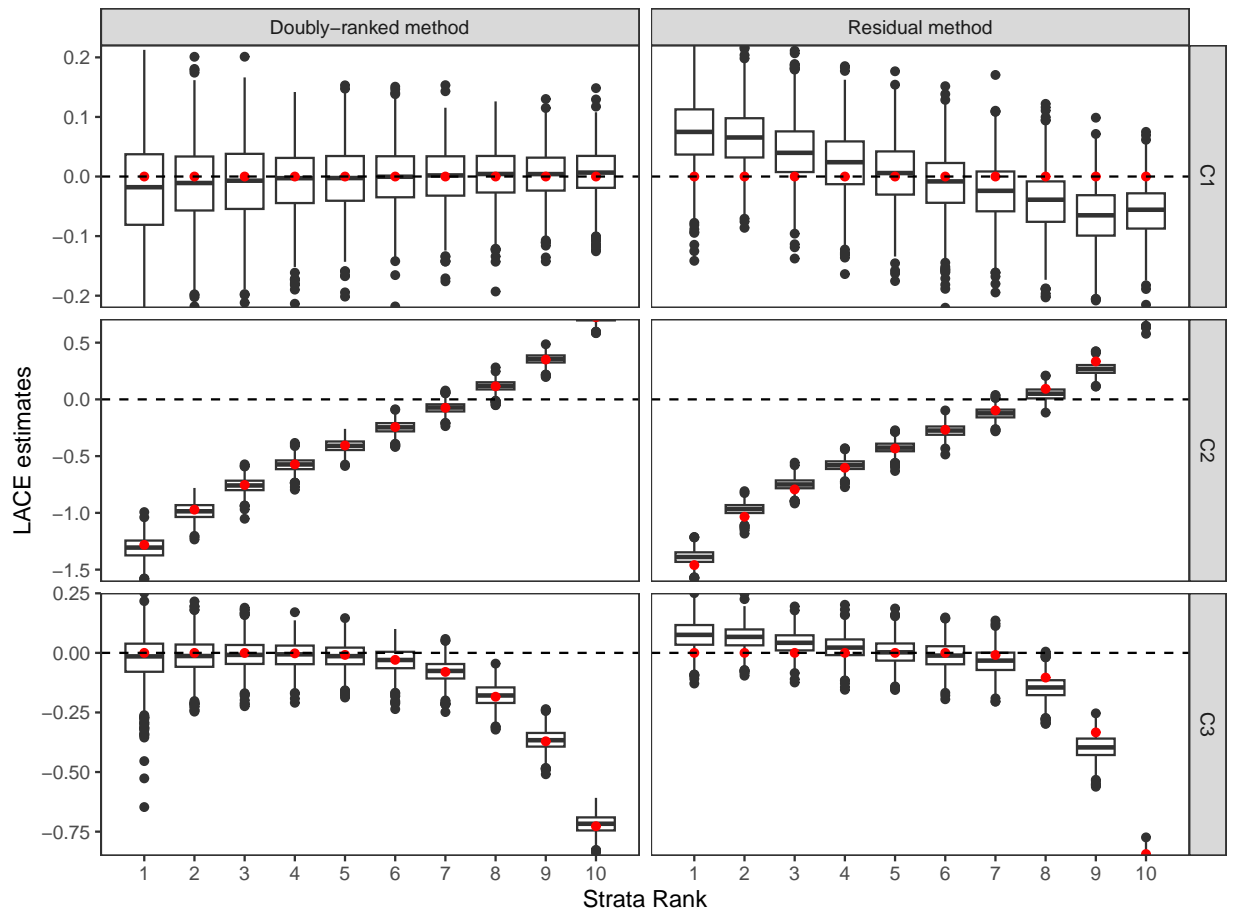 Doubly−ranked method
Residual method
0.2
0.1
0.0
−0.1
−0.2
C1
0.5
0.0
−0.5
−1.0
−1.5
C2
0.25
0.00
−0.25
−0.50
−0.75
C3
LACE estimates
1 2 3 4 5 6 7 8 9 10
1 2 3 4 5 6 7 8 9 10
Strata Rank